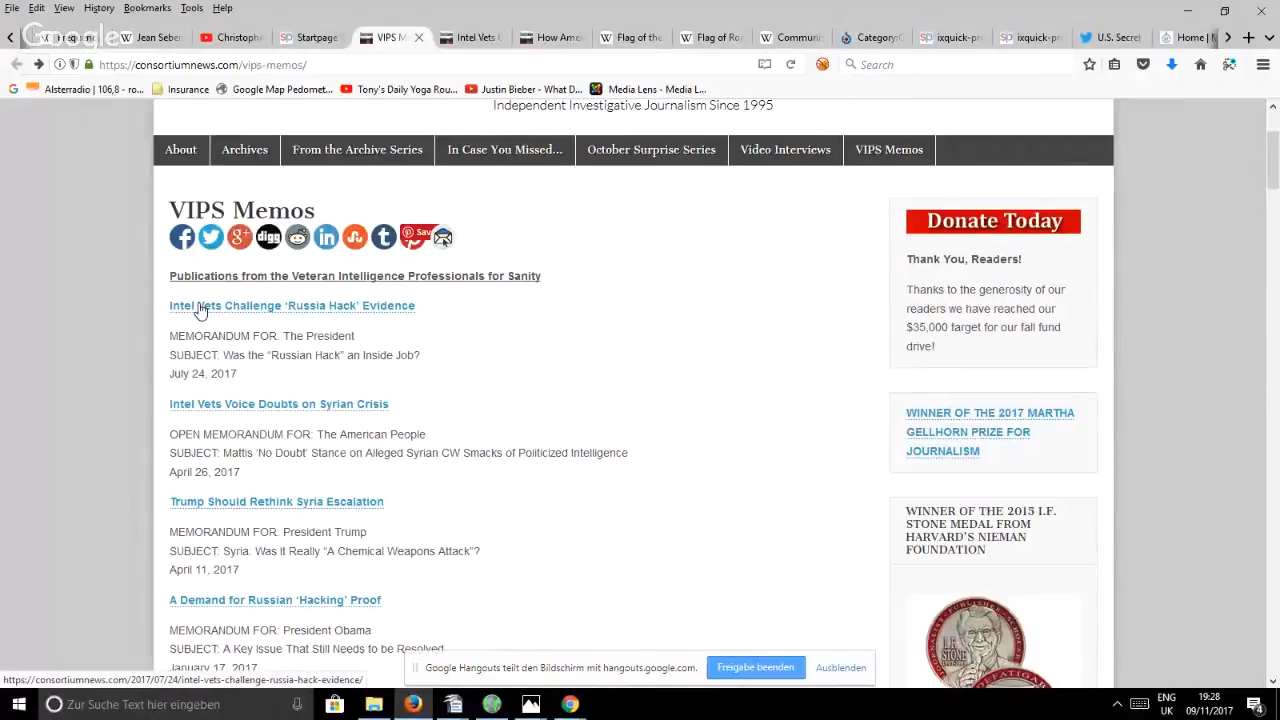 File Edit View History Bookmarks Tools Help
Google
Jean Seber
Christophe
Startpage
VIPS M
Intel Vets
How Amer
Flag of the
Flag of Ro
Communi
Category:
ixquick-pr
ixquick-pr
U.S. Secret
Home |
https://consortiumnews.com/vips-memos/
Search
Alsterradio | 106,8 - ro... Insurance Google Map Pedomet... Tony's Daily Yoga Rou... Justin Bieber - What D... Media Lens - Media L...
Independent Investigative Journalism Since 1995
About Archives From the Archive Series In Case You Missed... October Surprise Series Video Interviews VIPS Memos
VIPS Memos
digg Save
Publications from the Veteran Intelligence Professionals for Sanity
Intel Vets Challenge ‘Russia Hack’ Evidence
MEMORANDUM FOR: The President
SUBJECT: Was the “Russian Hack” an Inside Job?
July 24, 2017
Intel Vets Voice Doubts on Syrian Crisis
OPEN MEMORANDUM FOR: The American People
SUBJECT: Mattis ‘No Doubt’ Stance on Alleged Syrian CW Smacks of Politicized Intelligence
April 26, 2017
Trump Should Rethink Syria Escalation
MEMORANDUM FOR: President Trump
SUBJECT: Syria: Was It Really “A Chemical Weapons Attack”?
April 11, 2017
A Demand for Russian ‘Hacking’ Proof
MEMORANDUM FOR: President Obama
SUBJECT: A Key Issue That Still Needs to be Resolved
January 17, 2017
Donate Today
Thank You, Readers!
Thanks to the generosity of our
readers we have reached our
$35,000 target for our fall fund
drive!
WINNER OF THE 2017 MARTHA
GELLHORN PRIZE FOR
JOURNALISM
WINNER OF THE 2015 I.F.
STONE MEDAL FROM
HARVARD’S NIEMAN
FOUNDATION
I.F.
STONE
Google Hangouts teilt den Bildschirm mit hangouts.google.com. Freigabe beenden Ausblenden
https://consortiumnews.com/2017/07/24/intel-vets-challenge-russia-hack-evidence/
Zur Suche Text hier eingeben
ENG
UK
19:28
09/11/2017
4